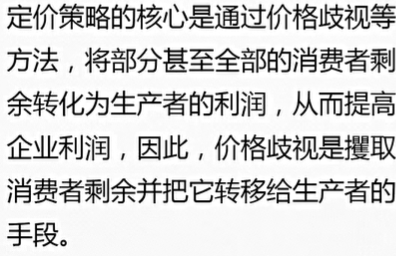 定价策略的核心是通过价格歧视等
方法，将部分甚至全部的消费者剩
余转化为生产者的利润，从而提高
企业利润，因此，价格歧视是攫取
消费者剩余并把它转移给生产者的
手段。